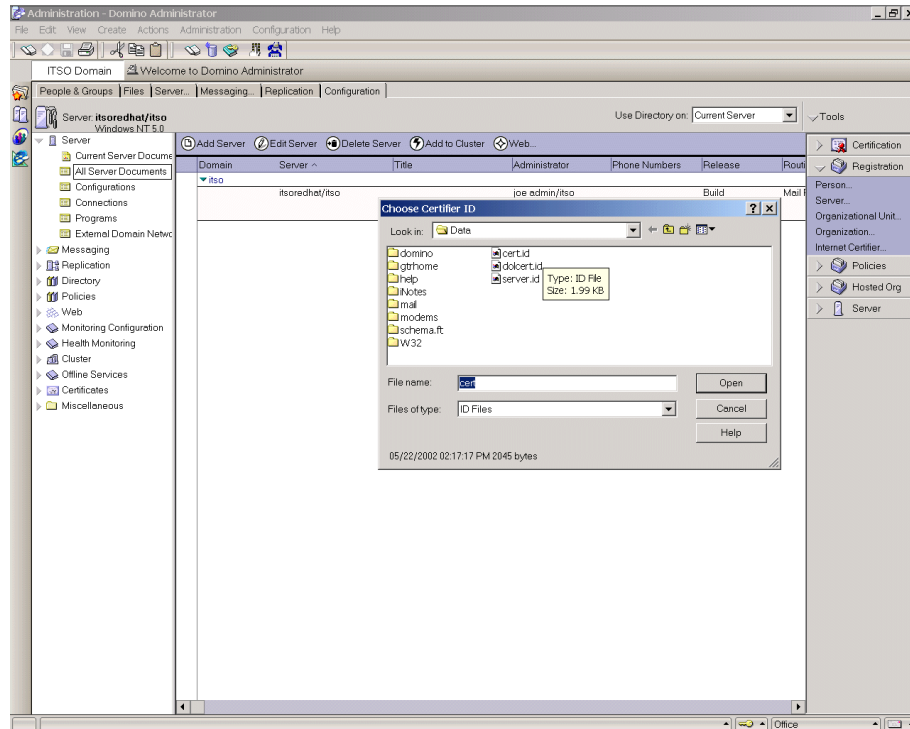 Administration - Domino Administrator
File Edit View Create Actions Administration Configuration Help
ITSO Domain Welcome to Domino Administrator
People & Groups Files Server... Messaging... Replication Configuration
Server: itsoredhat/itso
Windows NT 5.0
Use Directory on: Current Server
Tools
Server
Current Server Docume
All Server Documents
Configurations
Connections
Programs
External Domain Netwc
Messaging
Replication
Directory
Policies
Web
Monitoring Configuration
Health Monitoring
Cluster
Offline Services
Certificates
Miscellaneous
Add Server Edit Server Delete Server Add to Cluster Web...
Domain Server Title Administrator Phone Numbers Release Routi
itso
itsoredhat/itso joe admin/itso Build Mail F
Choose Certifier ID
Look in: Data
domino
gtrhome
help
iNotes
mail
modems
schema.ft
W32
cert.id
dolcert.id
server.id
Type: ID File
Size: 1.99 KB
File name: cert
Open
Files of type: ID Files
Cancel
Help
05/22/2002 02:17:17 PM 2045 bytes
Certification
Registration
Person...
Server...
Organizational Unit...
Organization...
Internet Certifier...
Policies
Hosted Org
Server
Office